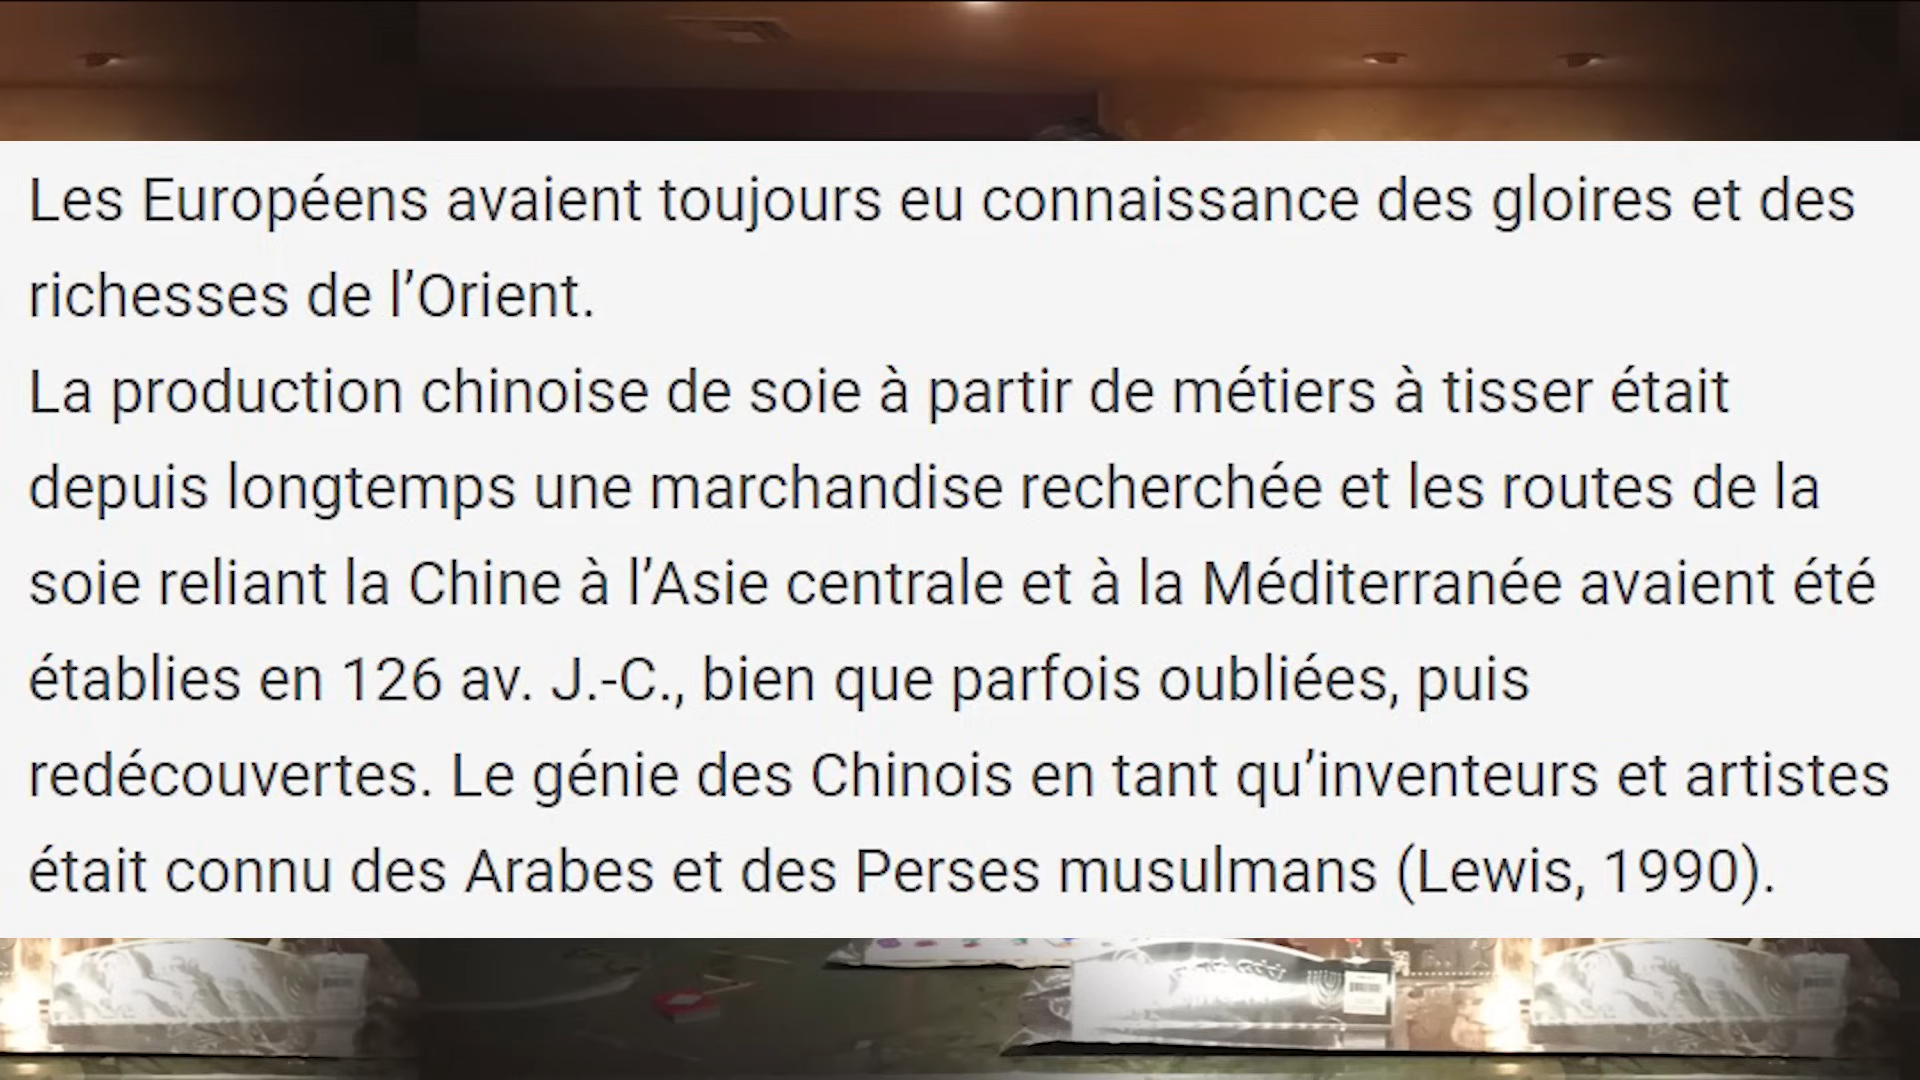 Les Européens avaient toujours eu connaissance des gloires et des
richesses de l’Orient.
La production chinoise de soie à partir de métiers à tisser était
depuis longtemps une marchandise recherchée et les routes de la
soie reliant la Chine à l’Asie centrale et à la Méditerranée avaient été
établies en 126 av. J.-C., bien que parfois oubliées, puis
redécouvertes. Le génie des Chinois en tant qu’inventeurs et artistes
était connu des Arabes et des Perses musulmans (Lewis, 1990).